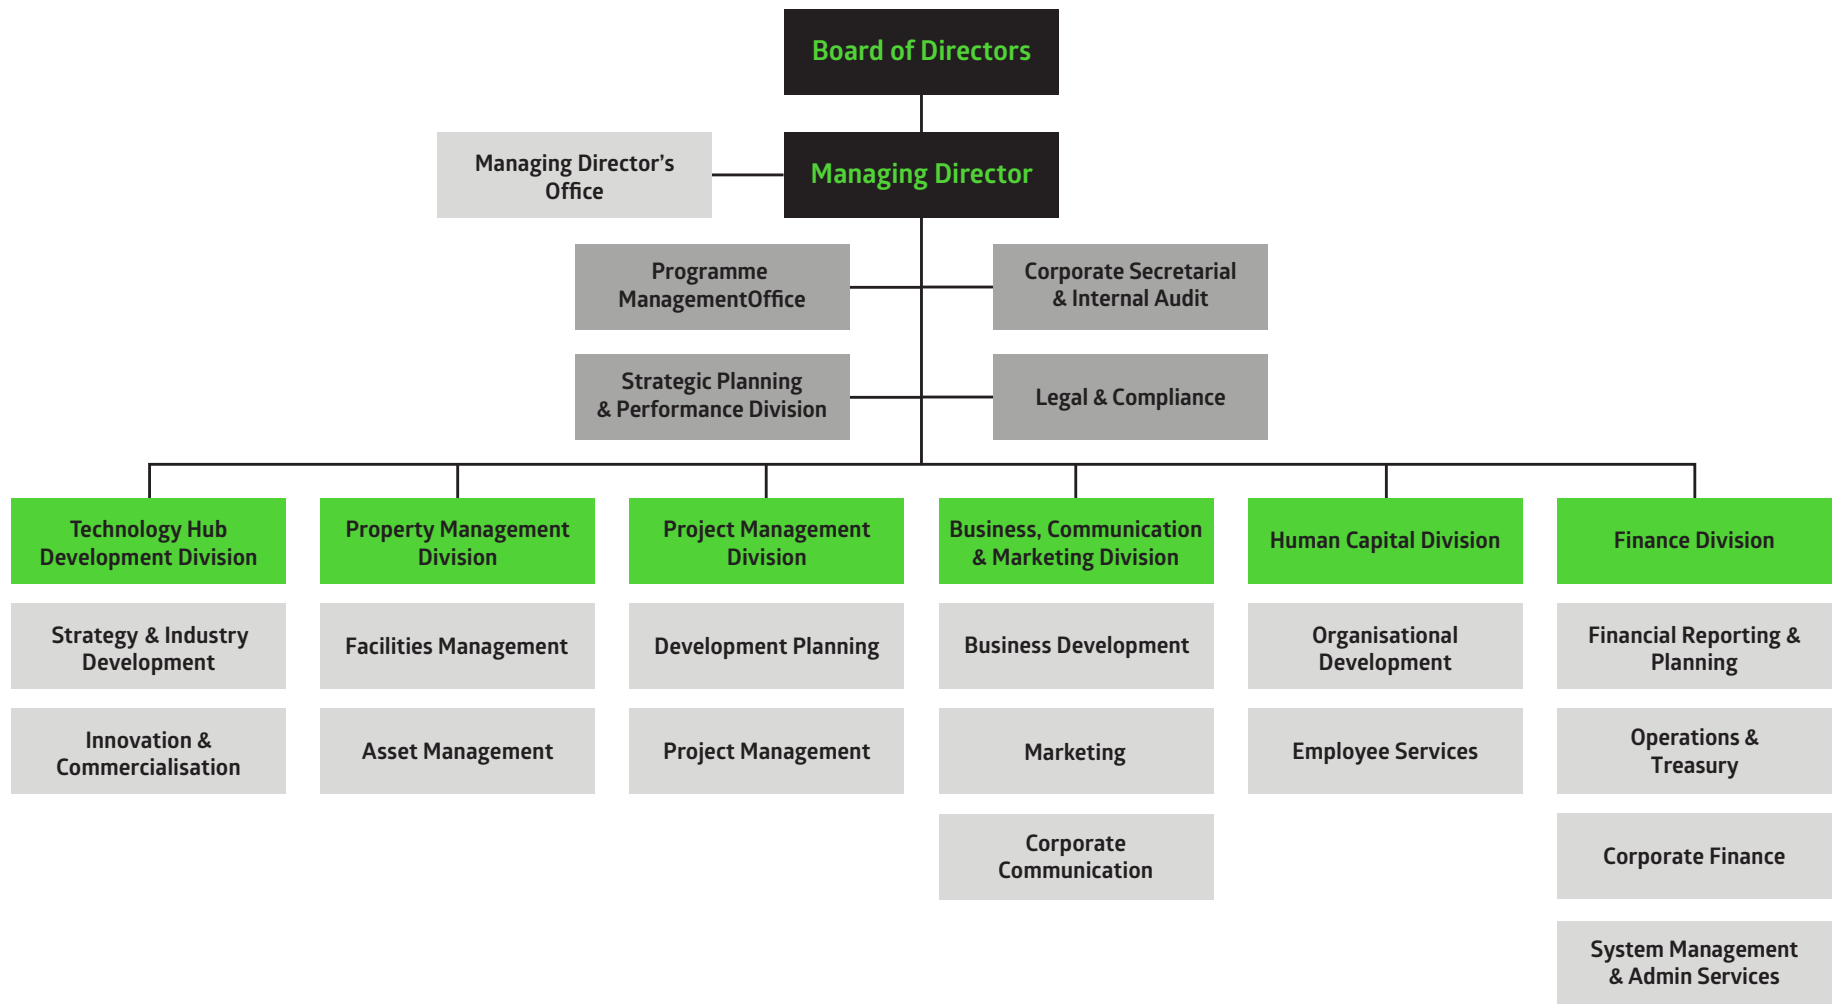 Board of Directors
Managing Director's
Office
Managing Director
Programme
ManagementOffice
Corporate Secretarial
& Internal Audit
Strategic Planning
& Performance Division
Legal & Compliance
Technology Hub
Development Division
Property Management
Division
Project Management
Division
Business, Communication
& Marketing Division
Human Capital Division
Finance Division
Strategy & Industry
Development
Facilities Management
Development Planning
Business Development
Organisational
Development
Financial Reporting &
Planning
Innovation &
Commercialisation
Asset Management
Project Management
Marketing
Employee Services
Operations &
Treasury
Corporate
Communication
Corporate Finance
System Management
& Admin Services